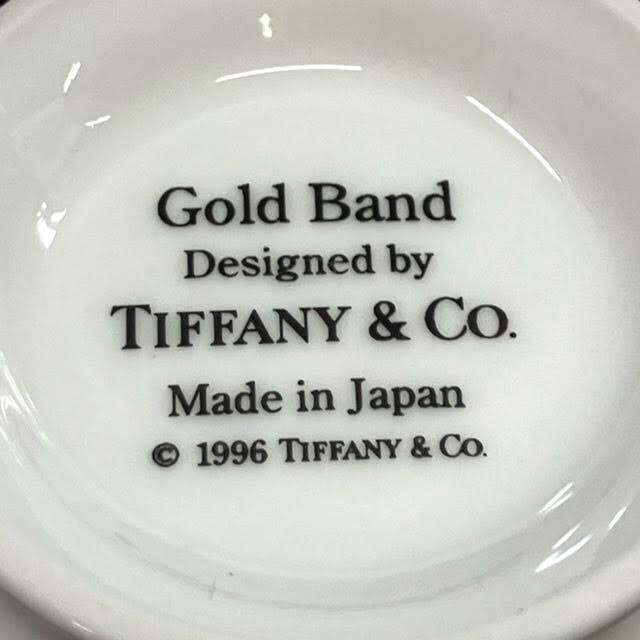 Gold Band
Designed by
TIFFANY & CO.
Made in Japan
© 1996 TIFFANY & CO.